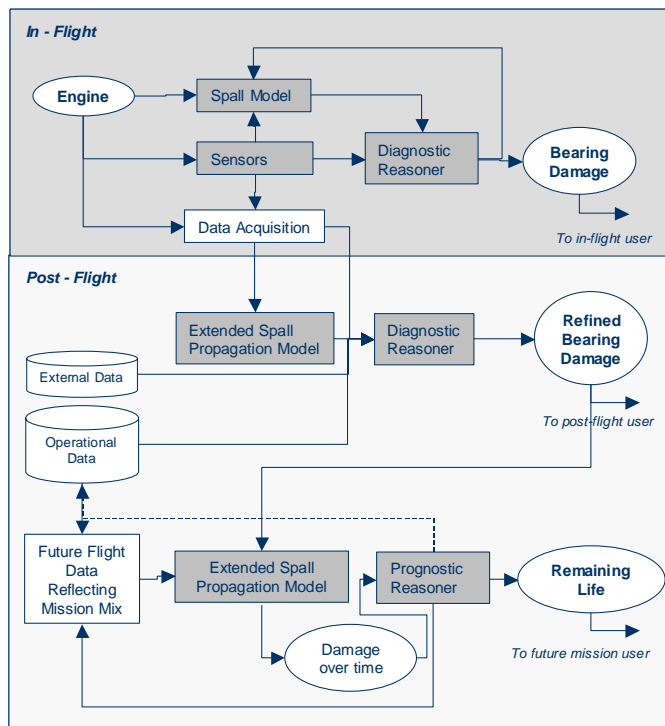 In - Flight
Engine
Spall Model
Sensors
Diagnostic
Reasoner
Bearing
Damage
Data Acquisition
To in-flight user
Post - Flight
Extended Spall
Propagation Model
Diagnostic
Reasoner
Refined
Bearing
Damage
External Data
To post-flight user
Operational
Data
Future Flight
Data
Reflecting
Mission Mix
Extended Spall
Propagation Model
Prognostic
Reasoner
Remaining
Life
Damage
over time
To future mission user